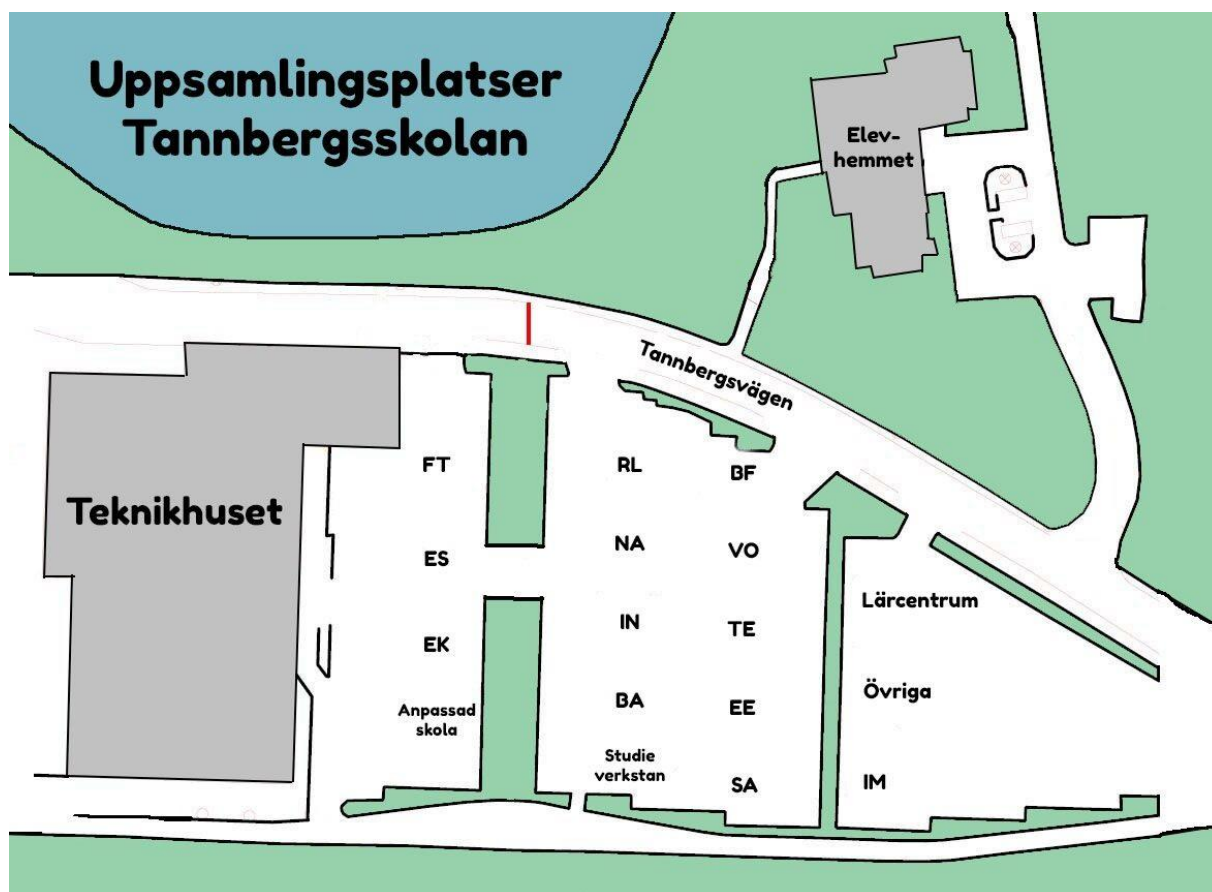 Uppsamlingsplatser
Tannbergsskolan
Elev-
hemmet
Tannbergsvägen
Teknikhuset
FT
RL
BF
ES
NA
VO
Lärcentrum
EK
IN
TE
Övriga
Anpassad
skola
BA
EE
Studie
verkstan
SA
IM